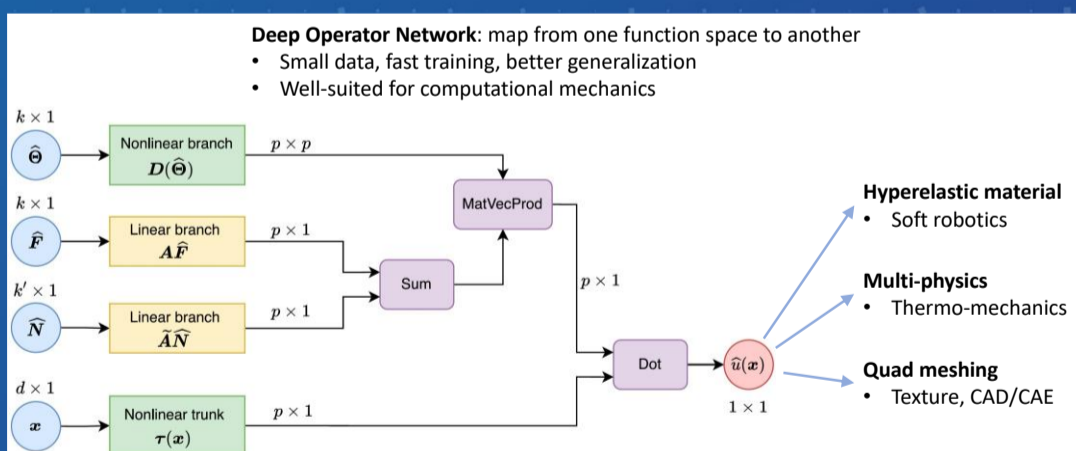 Deep Operator Network: map from one function space to another
• Small data, fast training, better generalization
• Well-suited for computational mechanics
k × 1
Θ̂
Nonlinear branch
D(Θ̂)
p × p
MatVecProd
k × 1
F̂
Linear branch
AF̂
p × 1
Sum
k′ × 1
N̂
Linear branch
ÃN̂
p × 1
p × 1
d × 1
x
Nonlinear trunk
τ(x)
p × 1
Dot
û(x)
1 × 1
Hyperelastic material
• Soft robotics
Multi-physics
• Thermo-mechanics
Quad meshing
• Texture, CAD/CAE